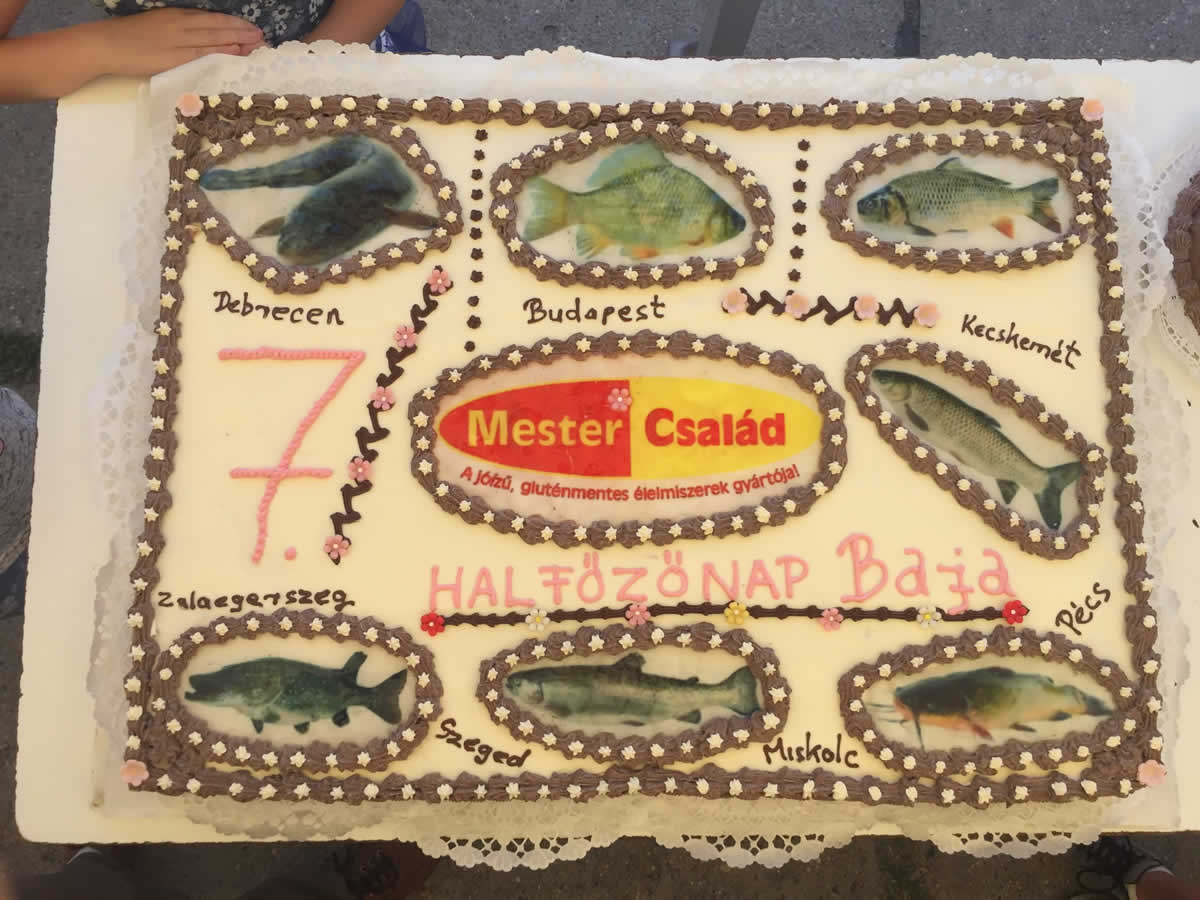 Debrecen
Budapest
Kecskemét
7.
Mester Család
A jóízű, gluténmentes élelmiszerek gyártója!
HALFŐZŐNAP Baja
Zalaegerszeg
Pécs
Szeged
Miskolc